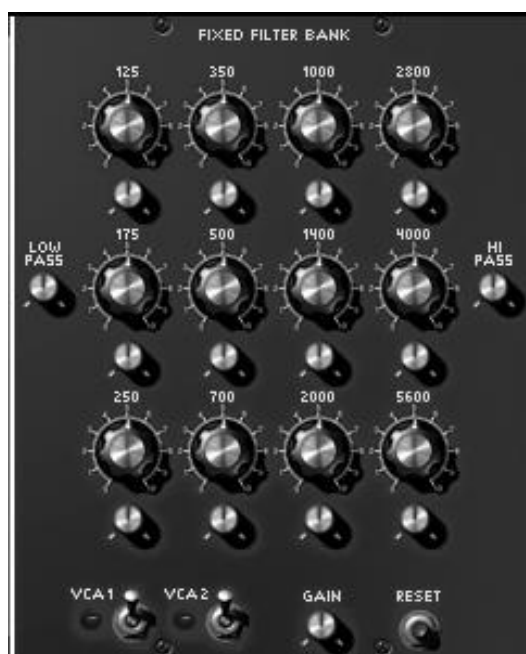 FIXED FILTER BANK
125 350 1000 2800
LOW PASS
175 500 1400 4000
HI PASS
250 700 2000 5600
VCA1 VCA2 GAIN RESET